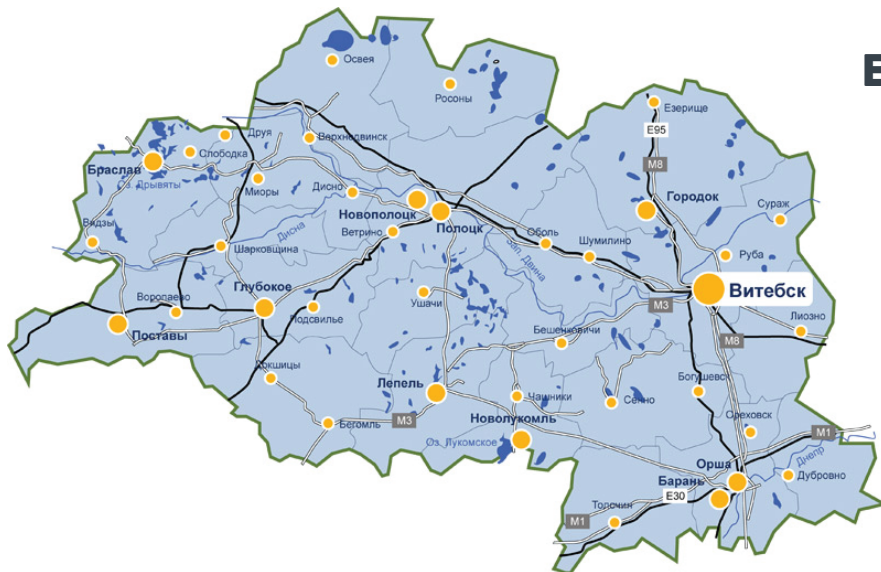 В
Освея
Росоны
Езерище
E95
M8
Друя
Верхнедвинск
Слободка
Браслав
Оз. Дрывяты
Миоры
Дисно
Городок
Сураж
Новополоцк
Полоцк
Видзы
Дисна
Ветрино
Оболь
Шумилино
Шарковщина
Зап. Двина
Руба
Глубокое
Витебск
Воропаево
Подсвилье
Ушачи
M3
Лиозно
Поставы
Бешенковичи
M8
Докшицы
Лепель
Богушевск
Чашники
Сенно
Новолукомль
Бегомль
M3
Ореховск
M1
Оз. Лукомское
Орша
Днепр
Барань
Дубровно
E30
Толочин
M1